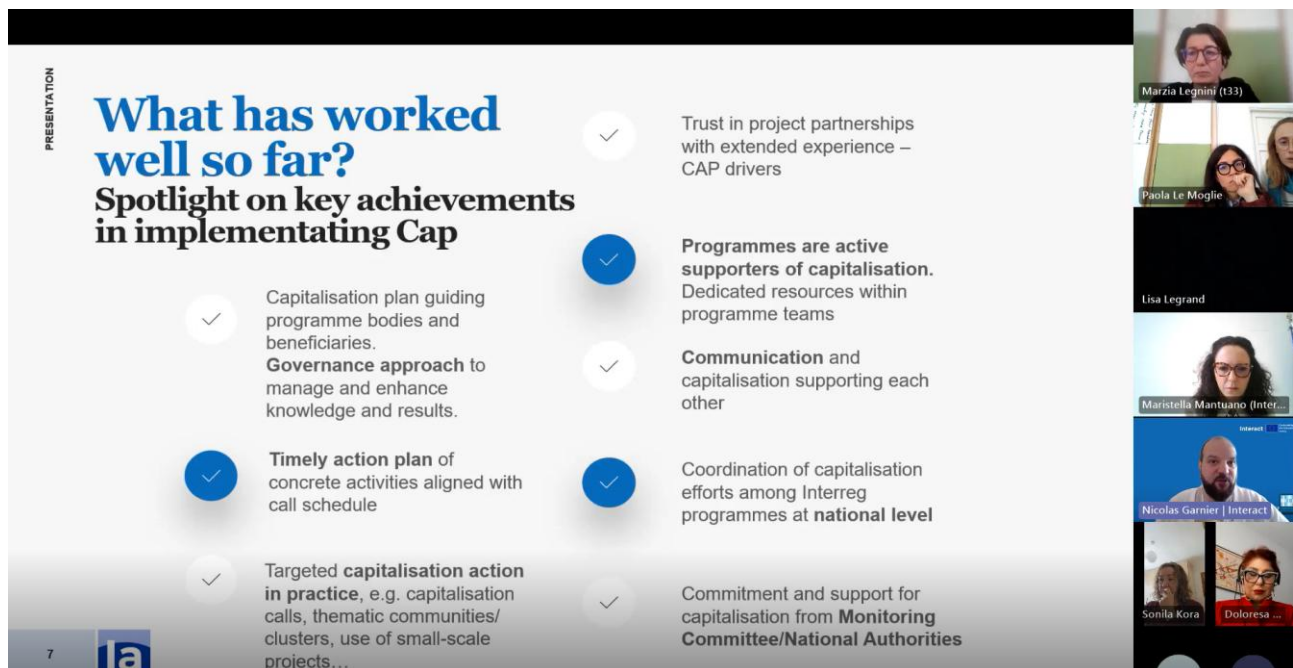 PRESENTATION
What has worked
well so far?
Spotlight on key achievements
in implementating Cap
Capitalisation plan guiding
programme bodies and
beneficiaries.
Governance approach to
manage and enhance
knowledge and results.
Timely action plan of
concrete activities aligned with
call schedule
Targeted capitalisation action
in practice, e.g. capitalisation
calls, thematic communities/
clusters, use of small-scale
projects...
Trust in project partnerships
with extended experience –
CAP drivers
Programmes are active
supporters of capitalisation.
Dedicated resources within
programme teams
Communication and
capitalisation supporting each
other
Coordination of capitalisation
efforts among Interreg
programmes at national level
Commitment and support for
capitalisation from Monitoring
Committee/National Authorities
7
Ia
Marzia Legnini (t33)
Paola Le Moglie
Lisa Legrand
Maristella Mantuano (Inter...
Interact
Nicolas Garnier | Interact
Sonila Kora
Doloresa ...